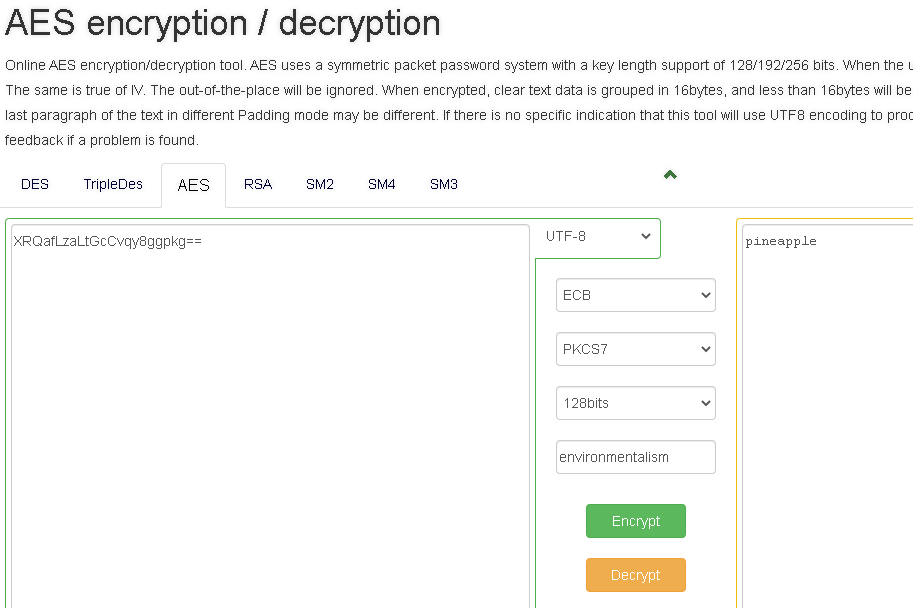 AES encryption / decryption
Online AES encryption/decryption tool. AES uses a symmetric packet password system with a key length support of 128/192/256 bits. When the u
The same is true of IV. The out-of-the-place will be ignored. When encrypted, clear text data is grouped in 16bytes, and less than 16bytes will be
last paragraph of the text in different Padding mode may be different. If there is no specific indication that this tool will use UTF8 encoding to proc
feedback if a problem is found.
DES TripleDes AES RSA SM2 SM4 SM3
XRQafLzaLtGcCvqy8ggpkg==
UTF-8
pineapple
ECB
PKCS7
128bits
environmentalism
Encrypt
Decrypt